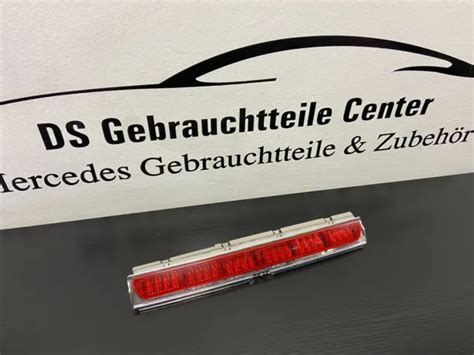 DS Gebrauchtteile Center
Mercedes Gebrauchtteile & Zubehör